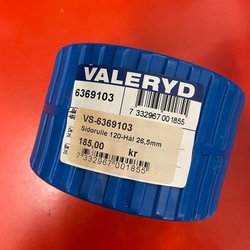 VALERYD
6369103
7 332967 001855
VS-6369103
Sidorulle 120-Hål 26,5mm
185,00 kr
7332967001855